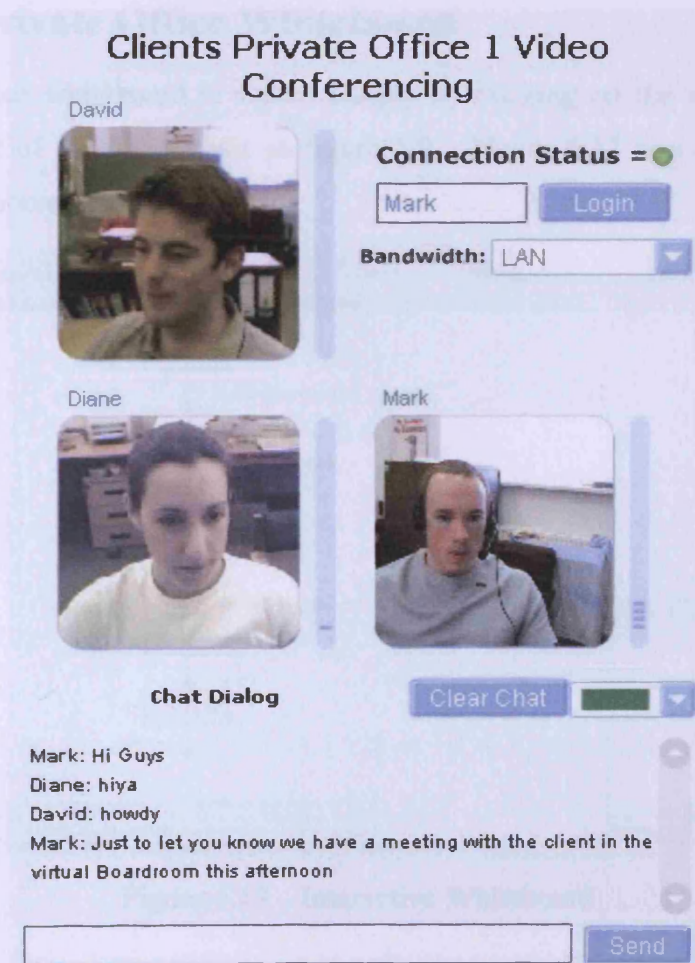 Clients Private Office 1 Video
Conferencing
David
Connection Status =
Mark
Login
Bandwidth: LAN
Diane
Mark
Chat Dialog
Clear Chat
Mark: Hi Guys
Diane: hiya
David: howdy
Mark: Just to let you know we have a meeting with the client in the
virtual Boardroom this afternoon
Send